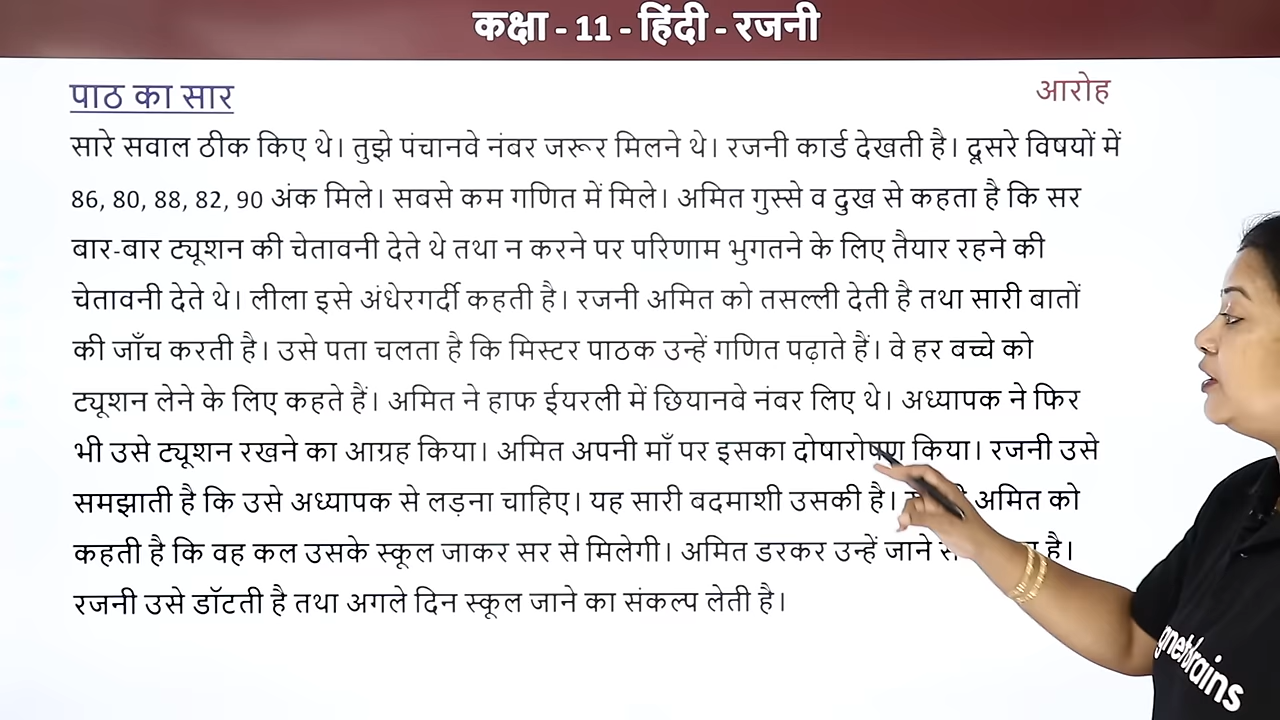 कक्षा - 11 - हिंदी - रजनी
पाठ का सार
आरोह
सारे सवाल ठीक किए थे। तुझे पंचानवे नंबर जरूर मिलने थे। रजनी कार्ड देखती है। दूसरे विषयों में
86, 80, 88, 82, 90 अंक मिले। सबसे कम गणित में मिले। अमित गुस्से व दुख से कहता है कि सर
बार-बार ट्यूशन की चेतावनी देते थे तथा न करने पर परिणाम भुगतने के लिए तैयार रहने की
चेतावनी देते थे। लीला इसे अंधेरगर्दी कहती है। रजनी अमित को तसल्ली देती है तथा सारी वातों
की जाँच करती है। उसे पता चलता है कि मिस्टर पाठक उन्हें गणित पढ़ाते हैं। वे हर बच्चे को
ट्यूशन लेने के लिए कहते हैं। अमित ने हाफ ईयरली में छियानवे नंबर लिए थे। अध्यापक ने फिर
भी उसे ट्यूशन रखने का आग्रह किया। अमित अपनी माँ पर इसका दोषारोपण किया। रजनी उसे
समझाती है कि उसे अध्यापक से लड़ना चाहिए। यह सारी बदमाशी उसकी है। अमित को
कहती है कि वह कल उसके स्कूल जाकर सर से मिलेगी। अमित डरकर उन्हें जाने है।
रजनी उसे डॉटती है तथा अगले दिन स्कूल जाने का संकल्प लेती है।